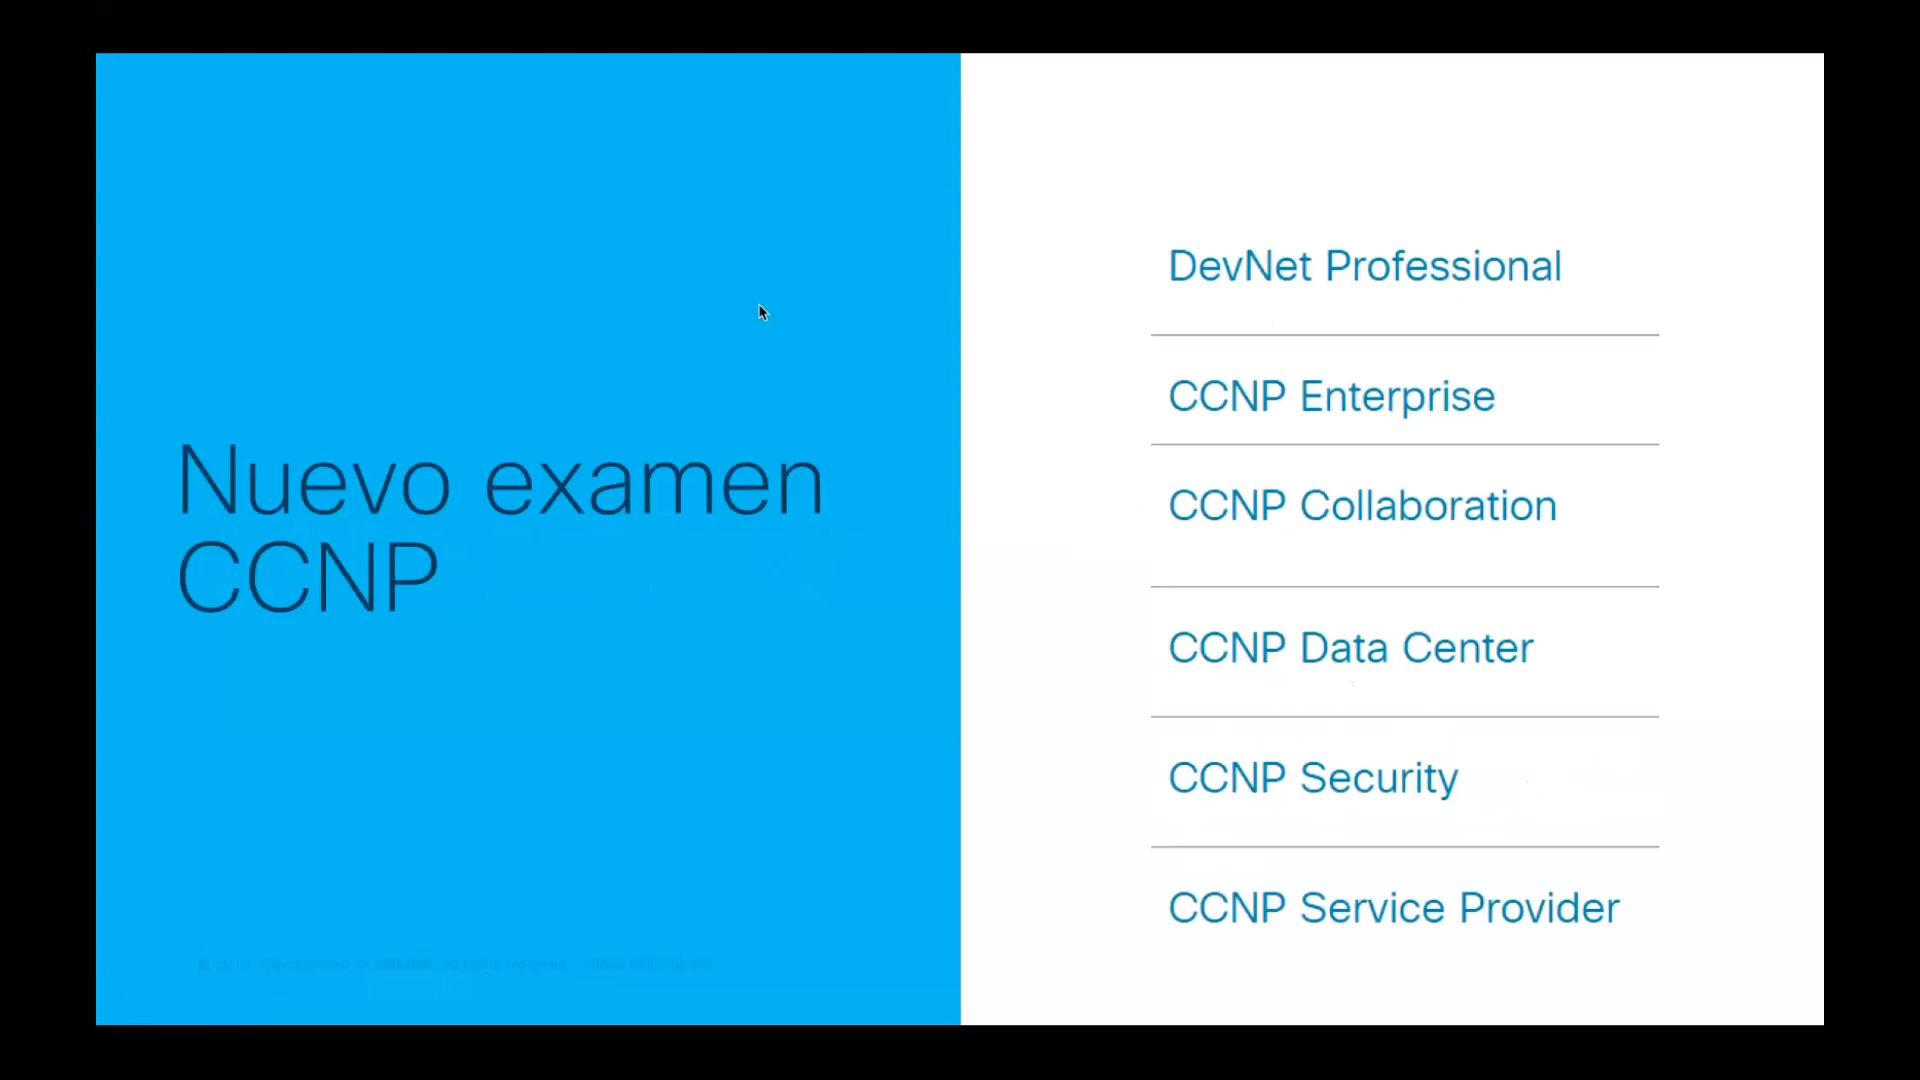 Nuevo examen
CCNP
DevNet Professional
CCNP Enterprise
CCNP Collaboration
CCNP Data Center
CCNP Security
CCNP Service Provider